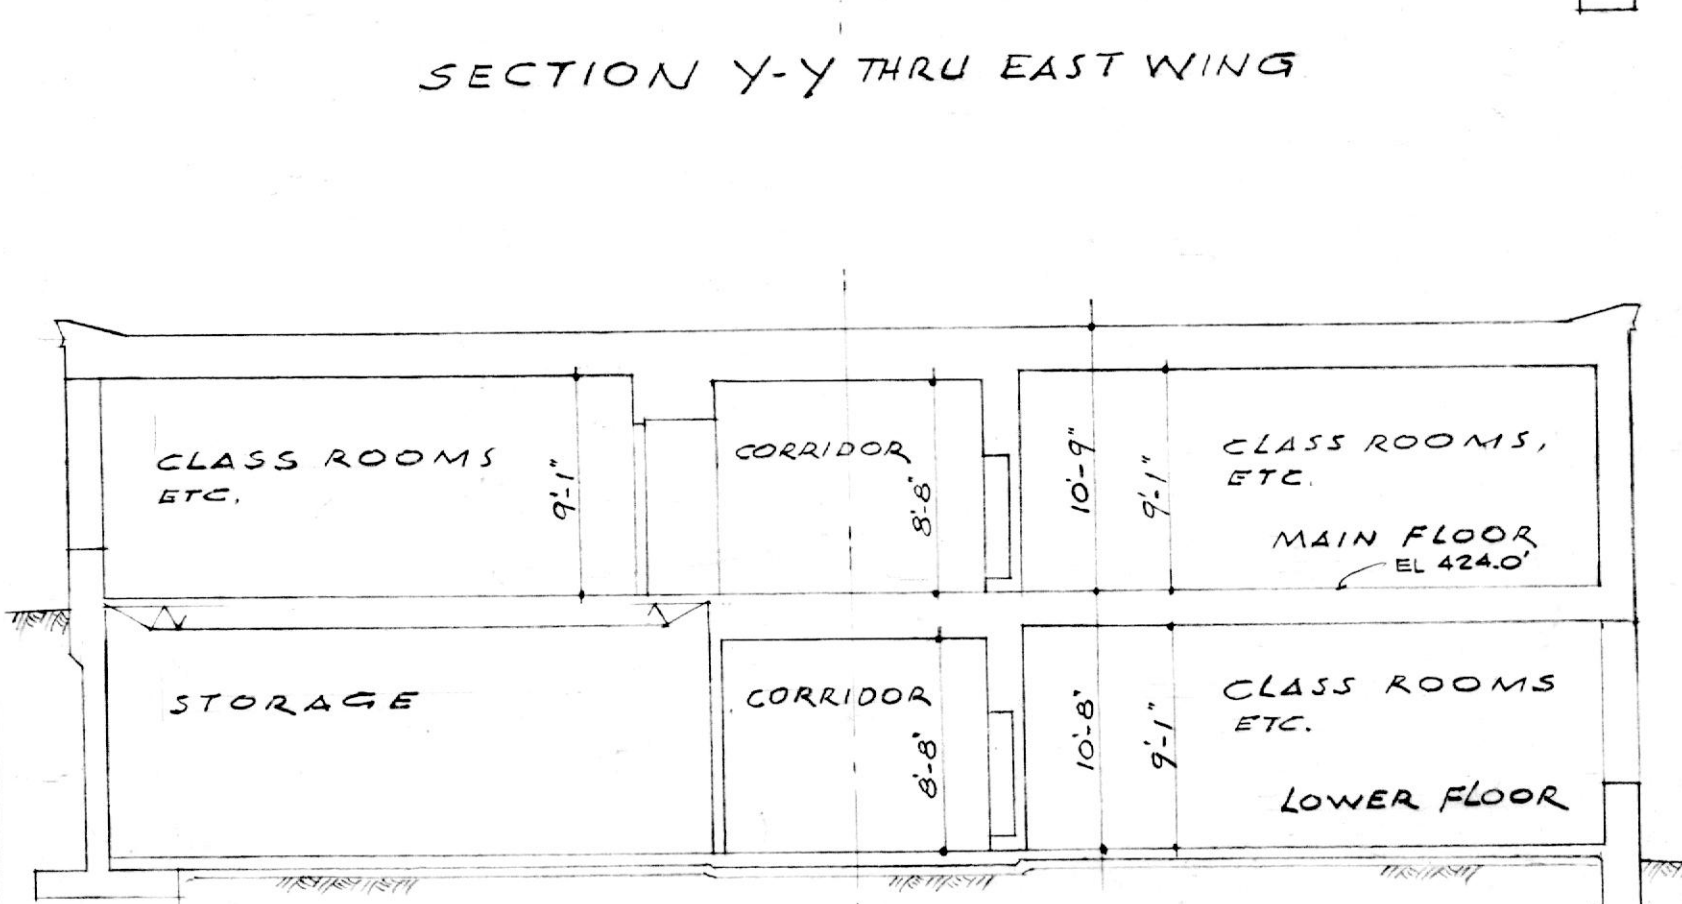 SECTION Y-Y THRU EAST WING
CLASS ROOMS
ETC.
9'-1"
CORRIDOR
8'-8"
10'-9"
9'-1"
CLASS ROOMS,
ETC.
MAIN FLOOR
EL 424.0'
STORAGE
CORRIDOR
8'-8"
10'-8"
9'-1"
CLASS ROOMS
ETC.
LOWER FLOOR